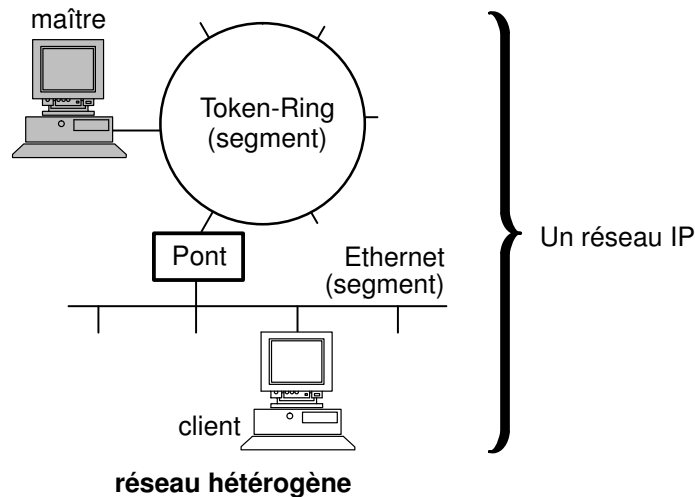 maître
Token-Ring
(segment)
Pont
Ethernet
(segment)
Un réseau IP
client
réseau hétérogène